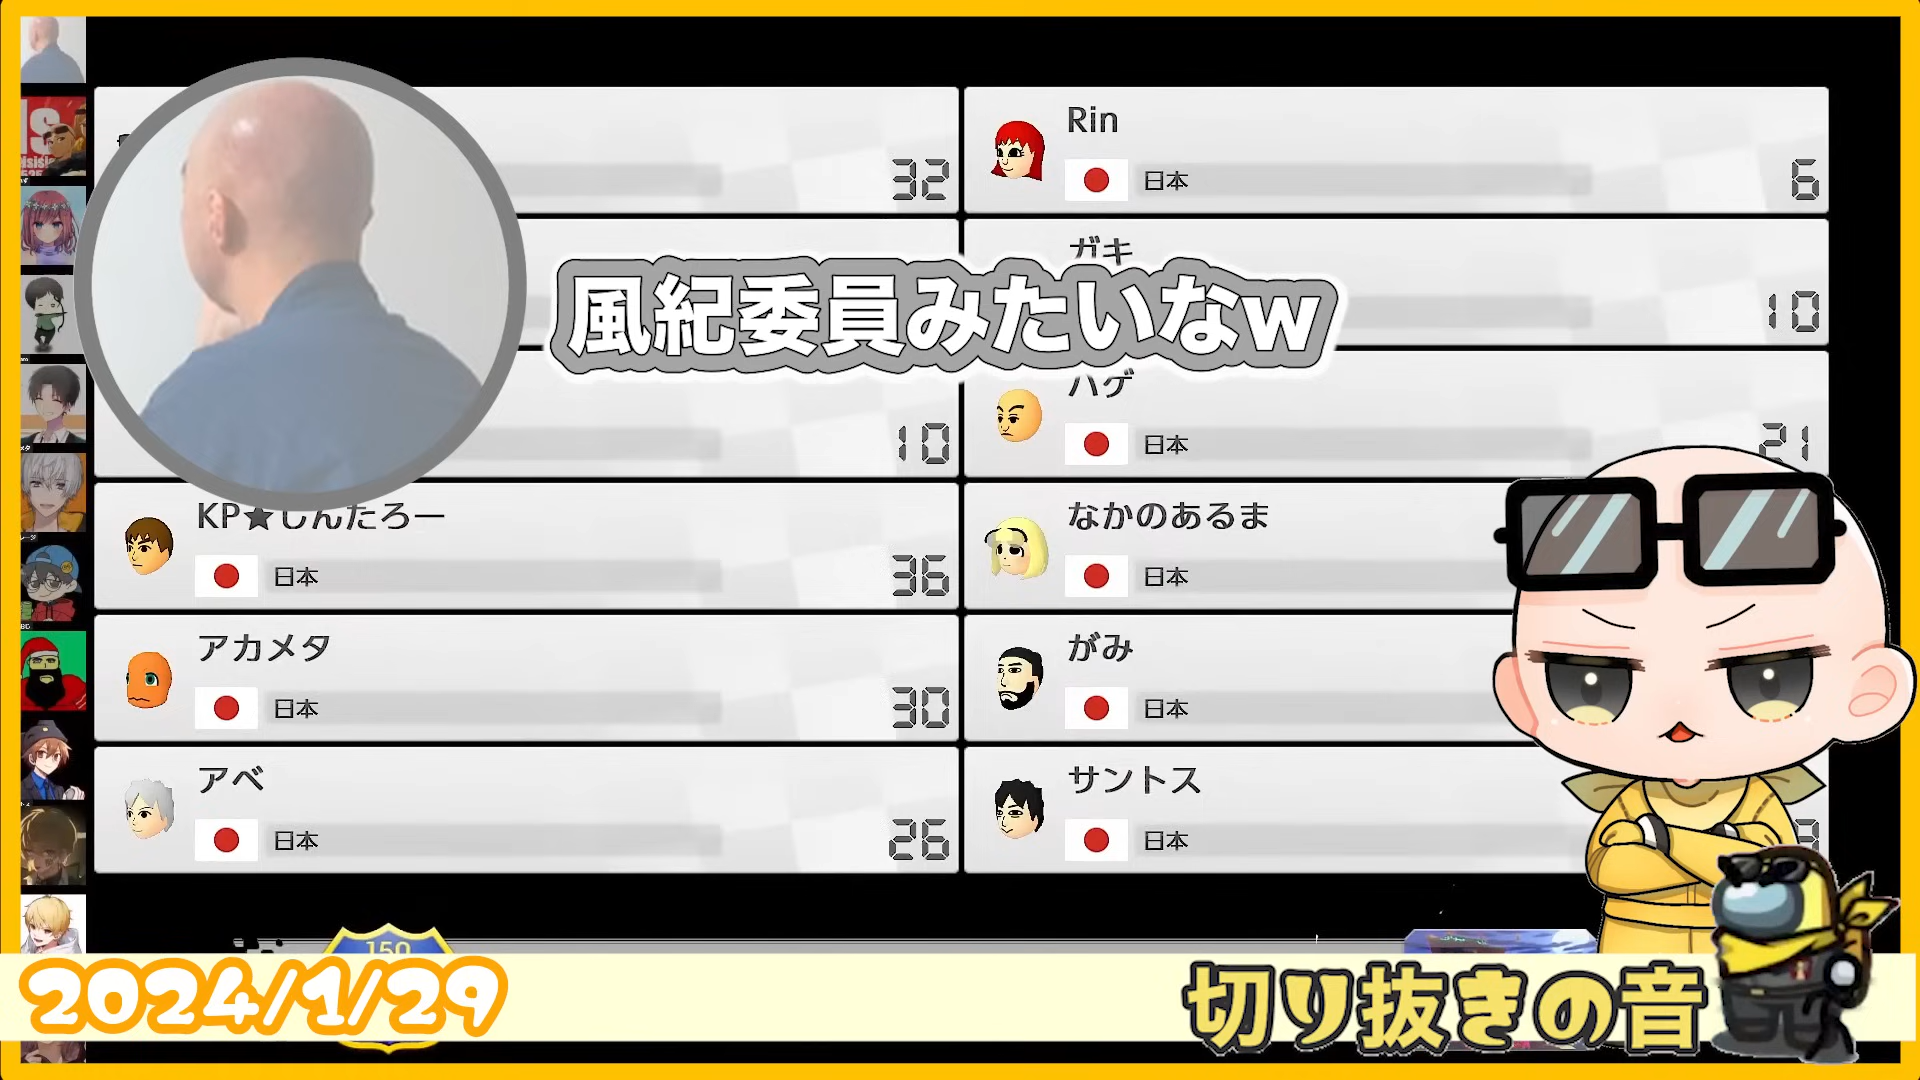 32
Rin
日本
6
ガキ
10
風紀委員みたいなw
10
ハゲ
日本
21
KP★しんたろー
日本
36
なかのあるま
日本
アカメタ
日本
30
がみ
日本
アベ
日本
26
サントス
日本
150
2024/1/29
切り抜きの音